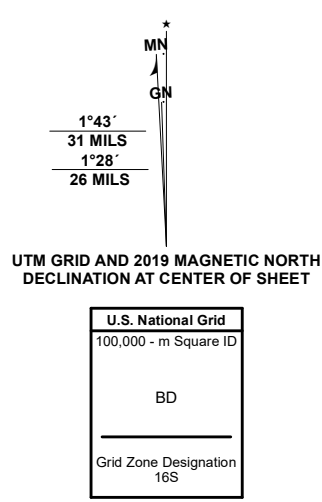 MN
GN
1°43´
31 MILS
1°28´
26 MILS
UTM GRID AND 2019 MAGNETIC NORTH
DECLINATION AT CENTER OF SHEET
U.S. National Grid
100,000 - m Square ID
BD
Grid Zone Designation
16S